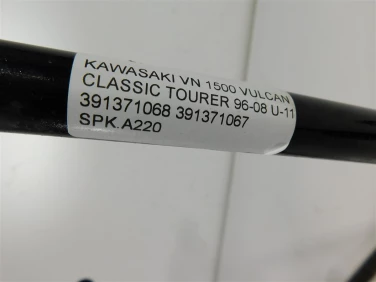 KAWASAKI VN 1500 VULCAN
CLASSIC TOURER 96-08 U-11
391371068 391371067
SPK.A220